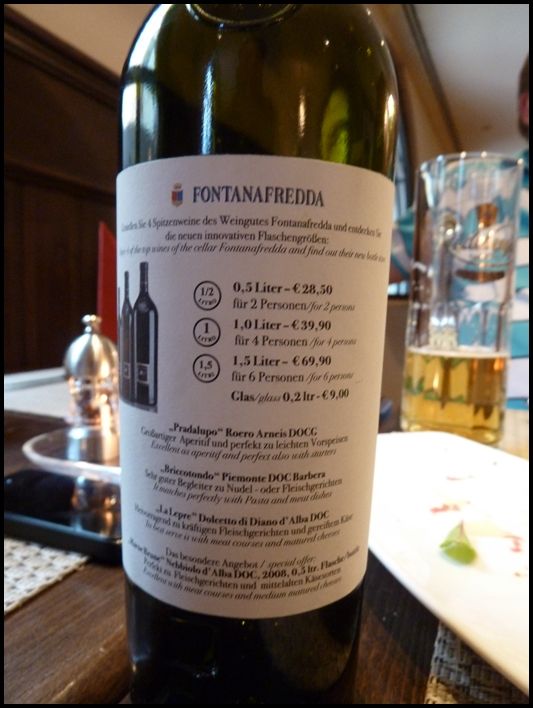 FONTANAFREDDA
Sie 4 Spitzenweine des Weingutes Fontanafredda und entdecken Sie
die neuen innovativen Flaschengrößen:
of the top wines of the cellar Fontanafredda and find out their new bottle
1/2 LITRO
0,5 Liter – € 28,50
für 2 Personen /for 2 persons
1 LITRO
1,0 Liter – € 39,90
für 4 Personen /for 4 persons
1,5 LITRO
1,5 Liter – € 69,90
für 6 Personen /for 6 persons
Glas/glass 0,2 ltr - € 9,00
„Pradalupo“ Roero Arneis DOCG
Großartiger Aperitif und perfekt zu leichten Vorspeisen
Excellent as aperitif and perfect also with starters
„Briccotondo“ Piemonte DOC Barbera
Sehr guter Begleiter zu Nudel - oder Fleischgerichten
It matches perfectly with Pasta and meat dishes
„La Lepre“ Dolcetto di Diano d'Alba DOC
Hervorragend zu kräftigen Fleischgerichten und gereiftem Käse
To best serve is with meat courses and matured cheeses
Das besondere Angebot / special offer:
Nebbiolo d'Alba DOC, 2008, 0,5 ltr. Flasche
Perfekt zu Fleischgerichten und mittelalten Käsesorten
Excellent with meat courses and medium matured cheeses